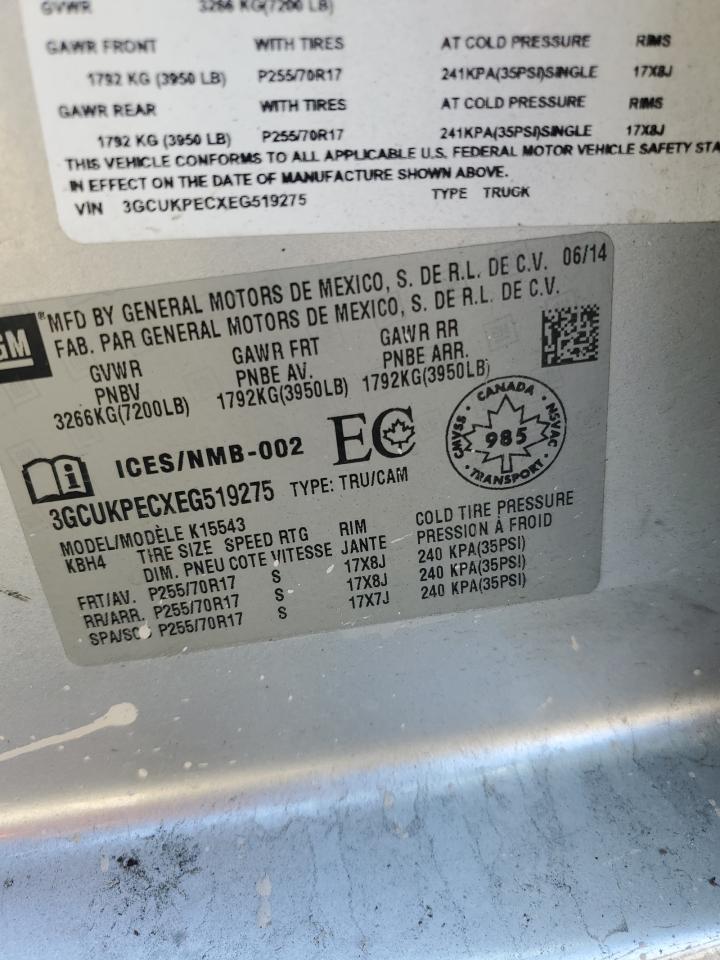 GVWR 3266 KG(7200 LB)
GAWR FRONT WITH TIRES AT COLD PRESSURE RIMS
1792 KG (3950 LB) P255/70R17 241KPA(35PSI)SINGLE 17X8J
GAWR REAR WITH TIRES AT COLD PRESSURE RIMS
1792 KG (3950 LB) P255/70R17 241KPA(35PSI)SINGLE 17X8J
THIS VEHICLE CONFORMS TO ALL APPLICABLE U.S. FEDERAL MOTOR VEHICLE SAFETY STA
IN EFFECT ON THE DATE OF MANUFACTURE SHOWN ABOVE.
VIN 3GCUKPECXEG519275 TYPE TRUCK
GM ®MFD BY GENERAL MOTORS DE MEXICO, S. DE R.L. DE C.V. 06/14
FAB. PAR GENERAL MOTORS DE MEXICO, S. DE R.L. DE C.V.
GVWR GAWR FRT GAWR RR
PNBV PNBE AV. PNBE ARR.
3266KG(7200LB) 1792KG(3950LB) 1792KG(3950LB)
ICES/NMB-002 EC
CANADA
CMVSS 985 NSVAC
TRANSPORT
3GCUKPECXEG519275 TYPE: TRU/CAM
MODEL/MODÈLE K15543
KBH4 TIRE SIZE SPEED RTG RIM COLD TIRE PRESSURE
DIM. PNEU COTE VITESSE JANTE PRESSION À FROID
FRT/AV. P255/70R17 S 17X8J 240 KPA(35PSI)
RR/ARR. P255/70R17 S 17X8J 240 KPA(35PSI)
SPA/SC P255/70R17 S 17X7J 240 KPA(35PSI)